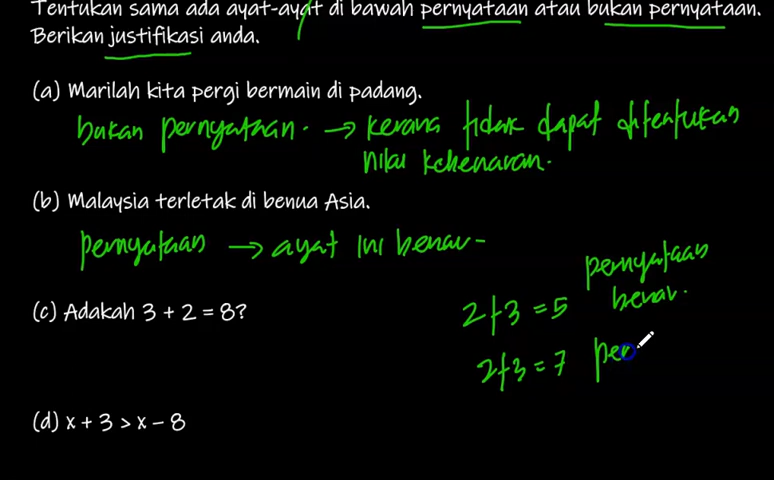 Tentukan sama ada ayat-ayat di bawah pernyataan atau bukan pernyataan.
Berikan justifikasi anda.
(a) Marilah kita pergi bermain di padang.
bukan pernyataan. → kerana tidak dapat ditentukan
nilai kebenaran.
(b) Malaysia terletak di benua Asia.
pernyataan → ayat ini benar-
pernyataan
benar.
(c) Adakah 3 + 2 = 8?
2+3 = 5
2+3 = 7 per
(d) x + 3 > x - 8